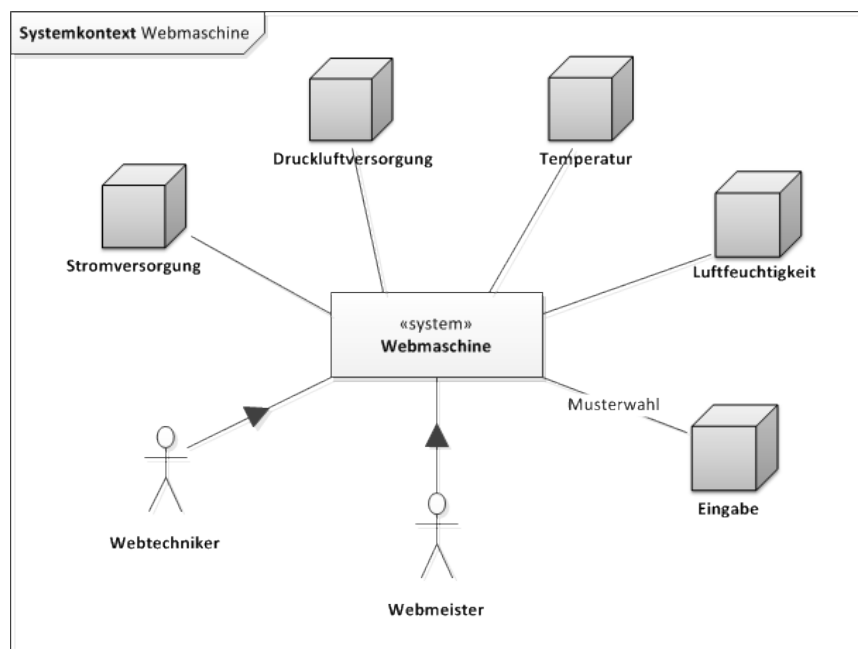 Systemkontext Webmaschine
Druckluftversorgung
Temperatur
Stromversorgung
Luftfeuchtigkeit
«system»
Webmaschine
Musterwahl
Eingabe
Webtechniker
Webmeister